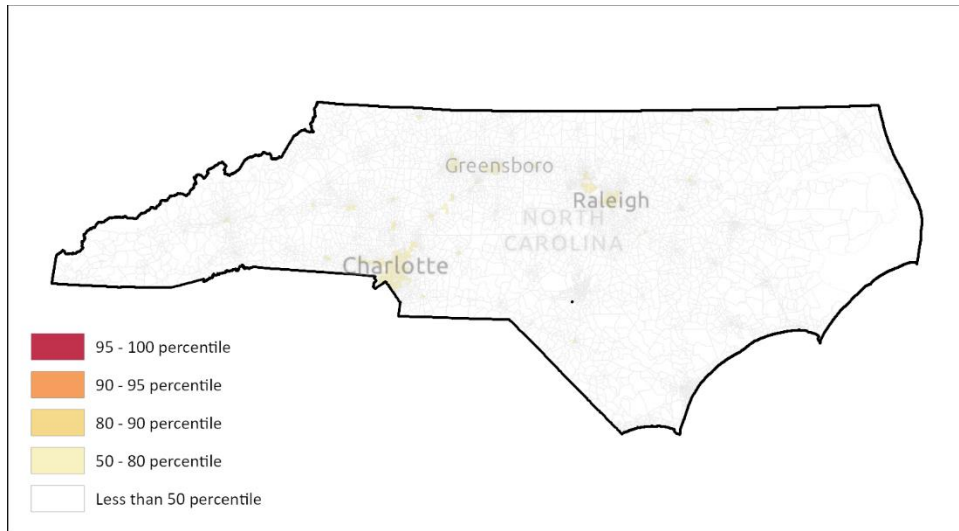 Greensboro
Raleigh
NORTH
CAROLINA
Charlotte
95 - 100 percentile
90 - 95 percentile
80 - 90 percentile
50 - 80 percentile
Less than 50 percentile